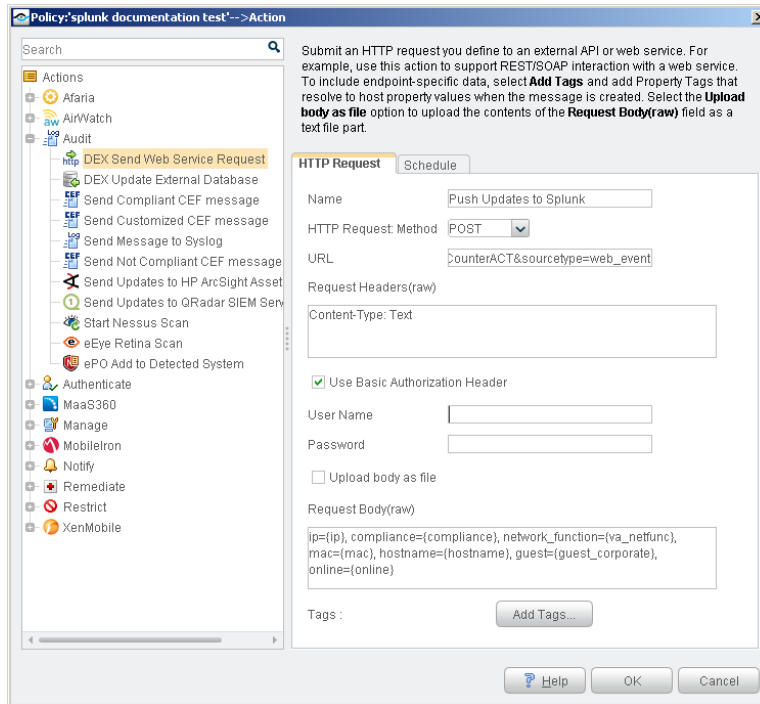 Policy:'splunk documentation test'-->Action
Search
Actions
Afaria
AirWatch
Audit
DEX Send Web Service Request
DEX Update External Database
Send Compliant CEF message
Send Customized CEF message
Send Message to Syslog
Send Not Compliant CEF message
Send Updates to HP ArcSight Asset
Send Updates to QRadar SIEM Serv
Start Nessus Scan
eEye Retina Scan
ePO Add to Detected System
Authenticate
MaaS360
Manage
MobileIron
Notify
Remediate
Restrict
XenMobile
Submit an HTTP request you define to an external API or web service. For
example, use this action to support REST/SOAP interaction with a web service.
To include endpoint-specific data, select Add Tags and add Property Tags that
resolve to host property values when the message is created. Select the Upload
body as file option to upload the contents of the Request Body(raw) field as a
text file part.
HTTP Request Schedule
Name Push Updates to Splunk
HTTP Request: Method POST
URL CounterACT&sourcetype=web_event
Request Headers(raw)
Content-Type: Text
Use Basic Authorization Header
User Name
Password
Upload body as file
Request Body(raw)
ip={ip}, compliance={compliance}, network_function={va_netfunc},
mac={mac}, hostname={hostname}, guest={guest_corporate},
online={online}
Tags : Add Tags...
Help OK Cancel